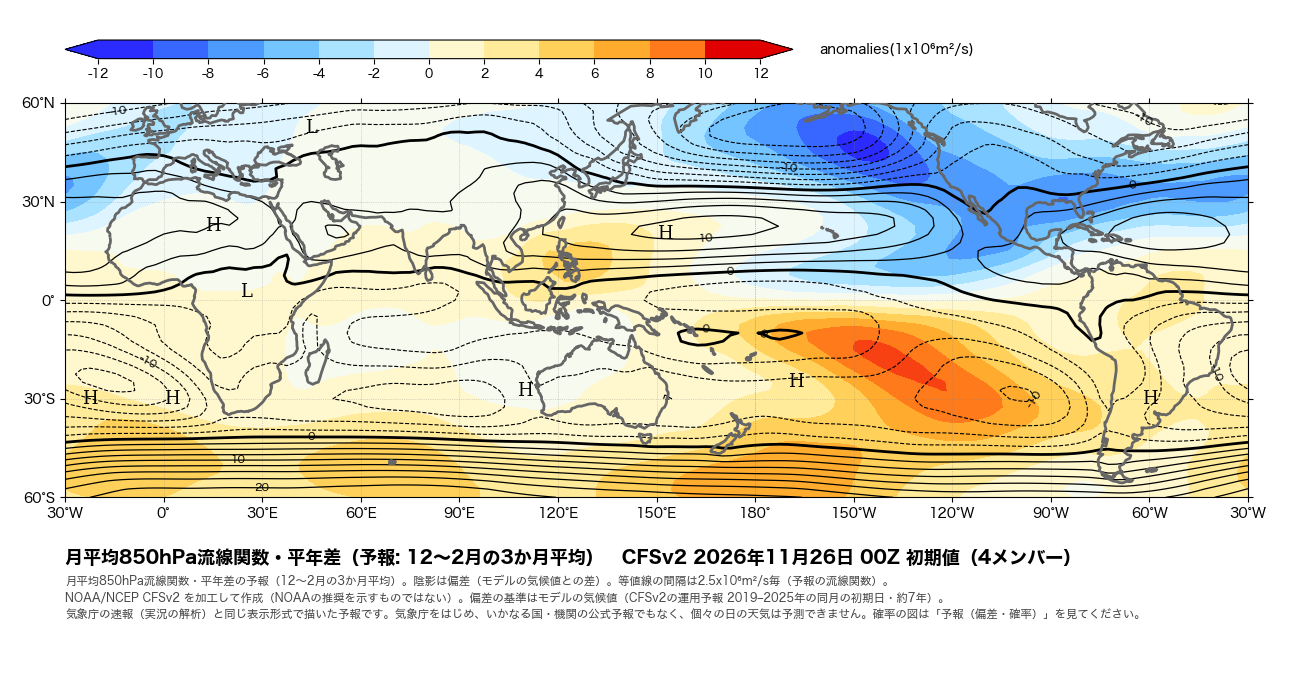 anomalies(1x10⁶m²/s)
-12 -10 -8 -6 -4 -2 0 2 4 6 8 10 12
60°N
30°N
0°
30°S
60°S
10
L
10
10
0
H
H
10
0
L
0
0
10
H
H
H
H
-10
H
10
0
10
20
30°W 0° 30°E 60°E 90°E 120°E 150°E 180° 150°W 120°W 90°W 60°W 30°W
月平均850hPa流線関数・平年差（予報: 12〜2月の3か月平均）　CFSv2 2026年11月26日 00Z 初期値（4メンバー）
月平均850hPa流線関数・平年差の予報（12〜2月の3か月平均）。陰影は偏差（モデルの気候値との差）。等値線の間隔は2.5x10⁶m²/s毎（予報の流線関数）。
NOAA/NCEP CFSv2 を加工して作成（NOAAの推奨を示すものではない）。偏差の基準はモデルの気候値（CFSv2の運用予報 2019–2025年の同月の初期日・約7年）。
気象庁の速報（実況の解析）と同じ表示形式で描いた予報です。気象庁をはじめ、いかなる国・機関の公式予報でもなく、個々の日の天気は予測できません。確率の図は「予報（偏差・確率）」を見てください。